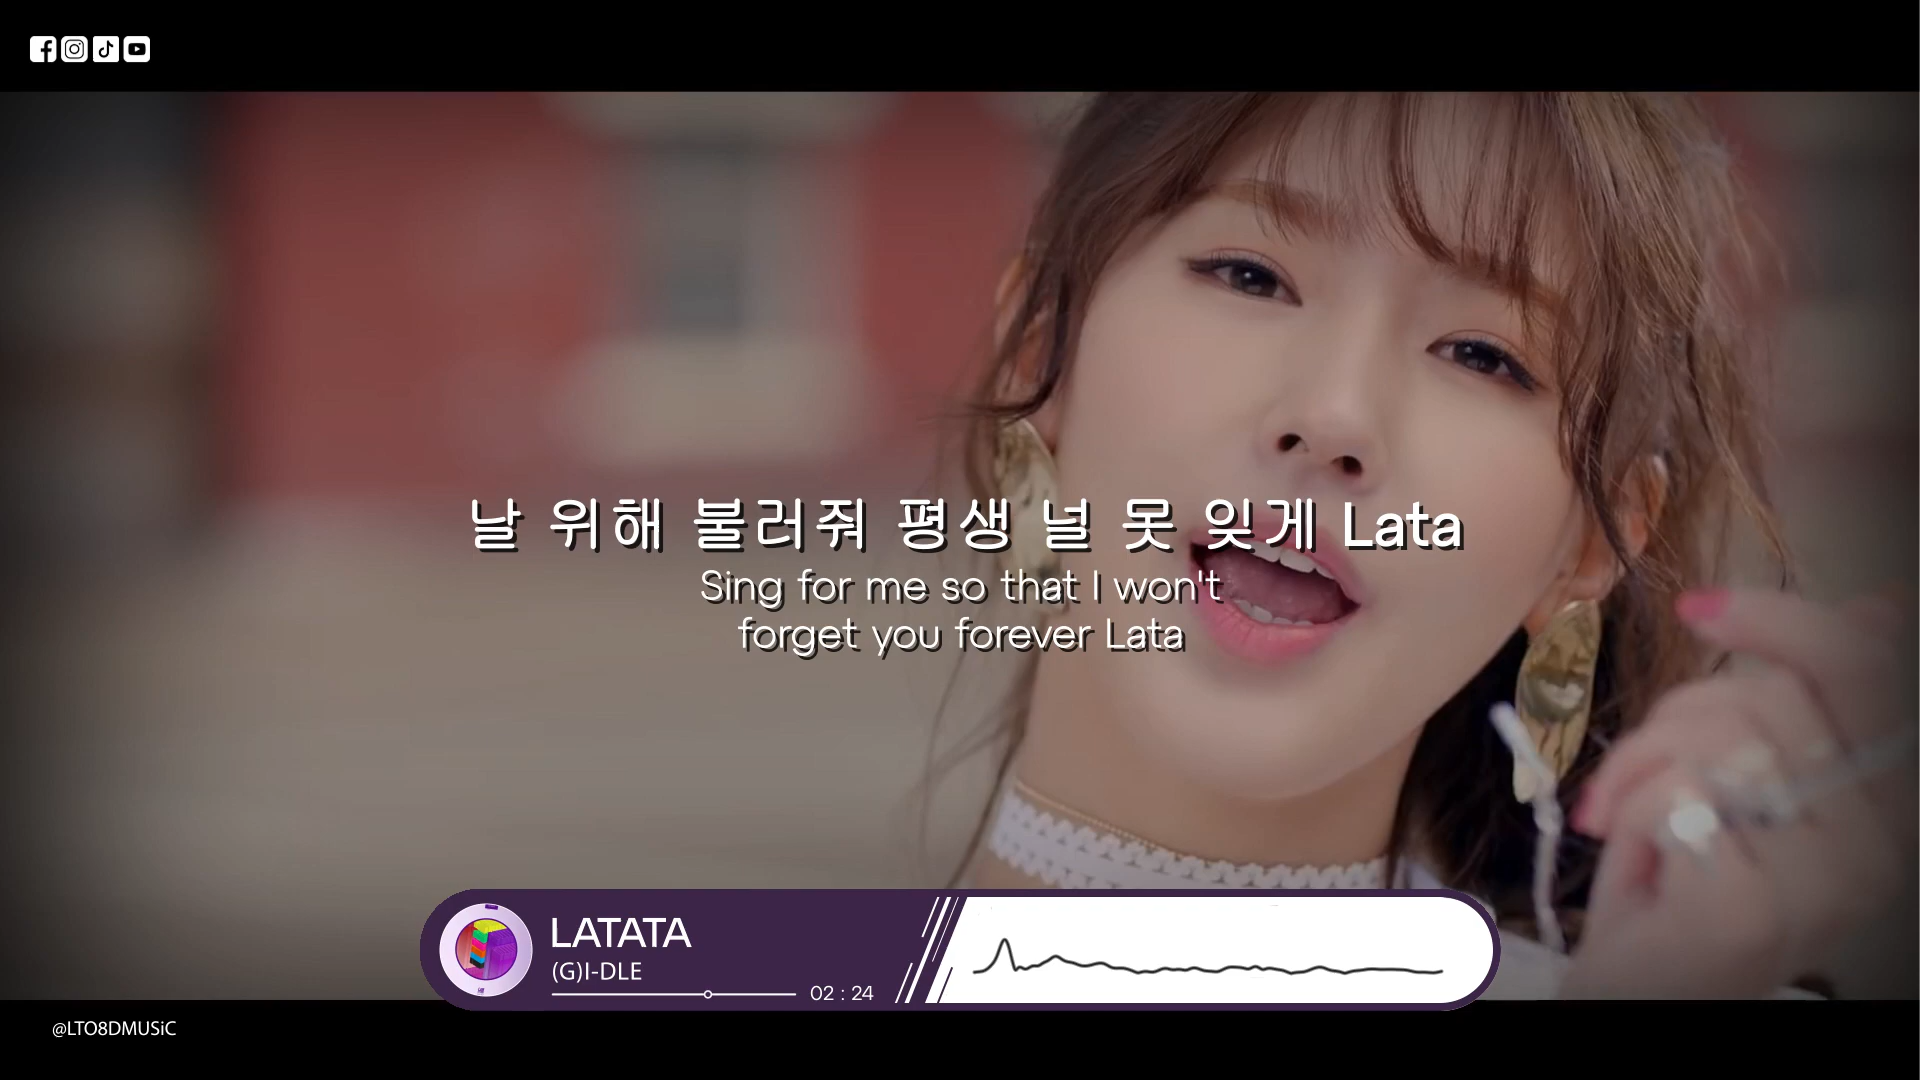 날 위해 불러줘 평생 널 못 잊게 Lata
Sing for me so that I won't
forget you forever Lata
LATATA
(G)I-DLE
02 : 24
@LTO8DMUSiC